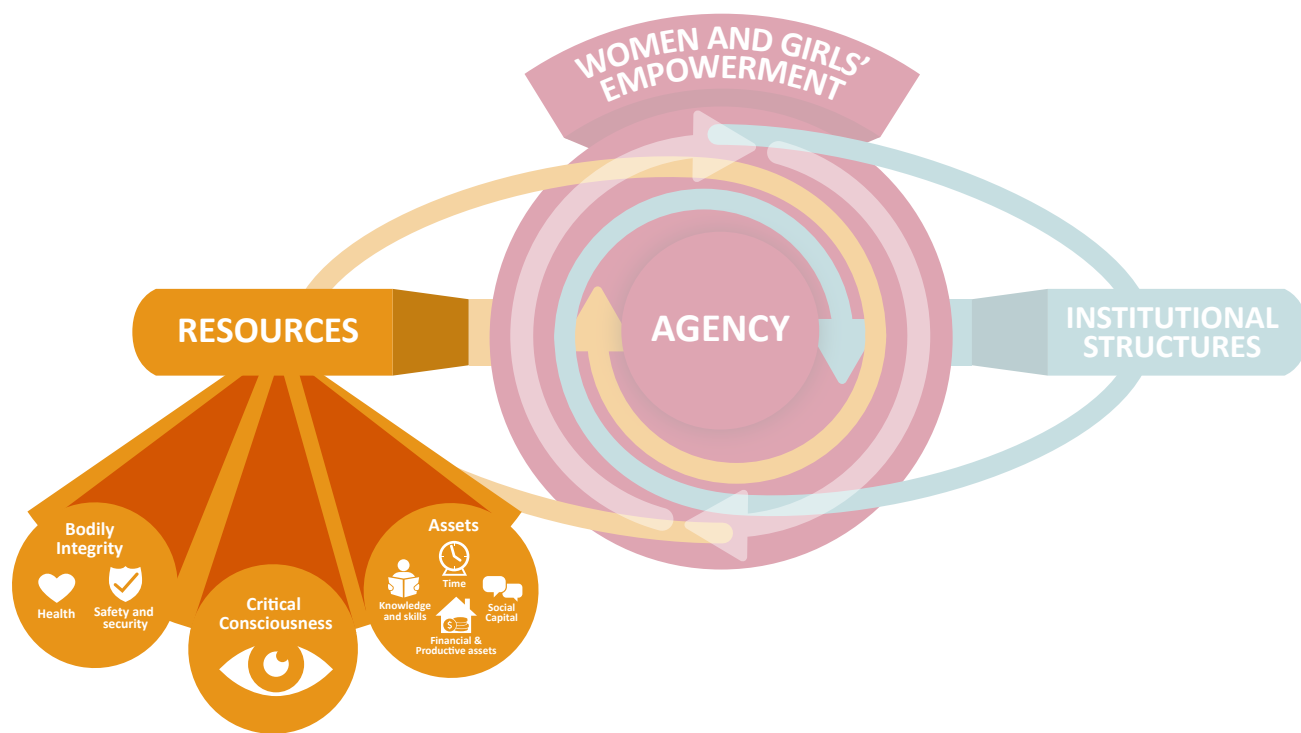 WOMEN AND GIRLS'
EMPOWERMENT
RESOURCES
AGENCY
INSTITUTIONAL
STRUCTURES
Bodily
Integrity
Health
Safety and
security
Critical
Consciousness
Assets
Time
Knowledge
and skills
Social
Capital
$
Financial &
Productive assets